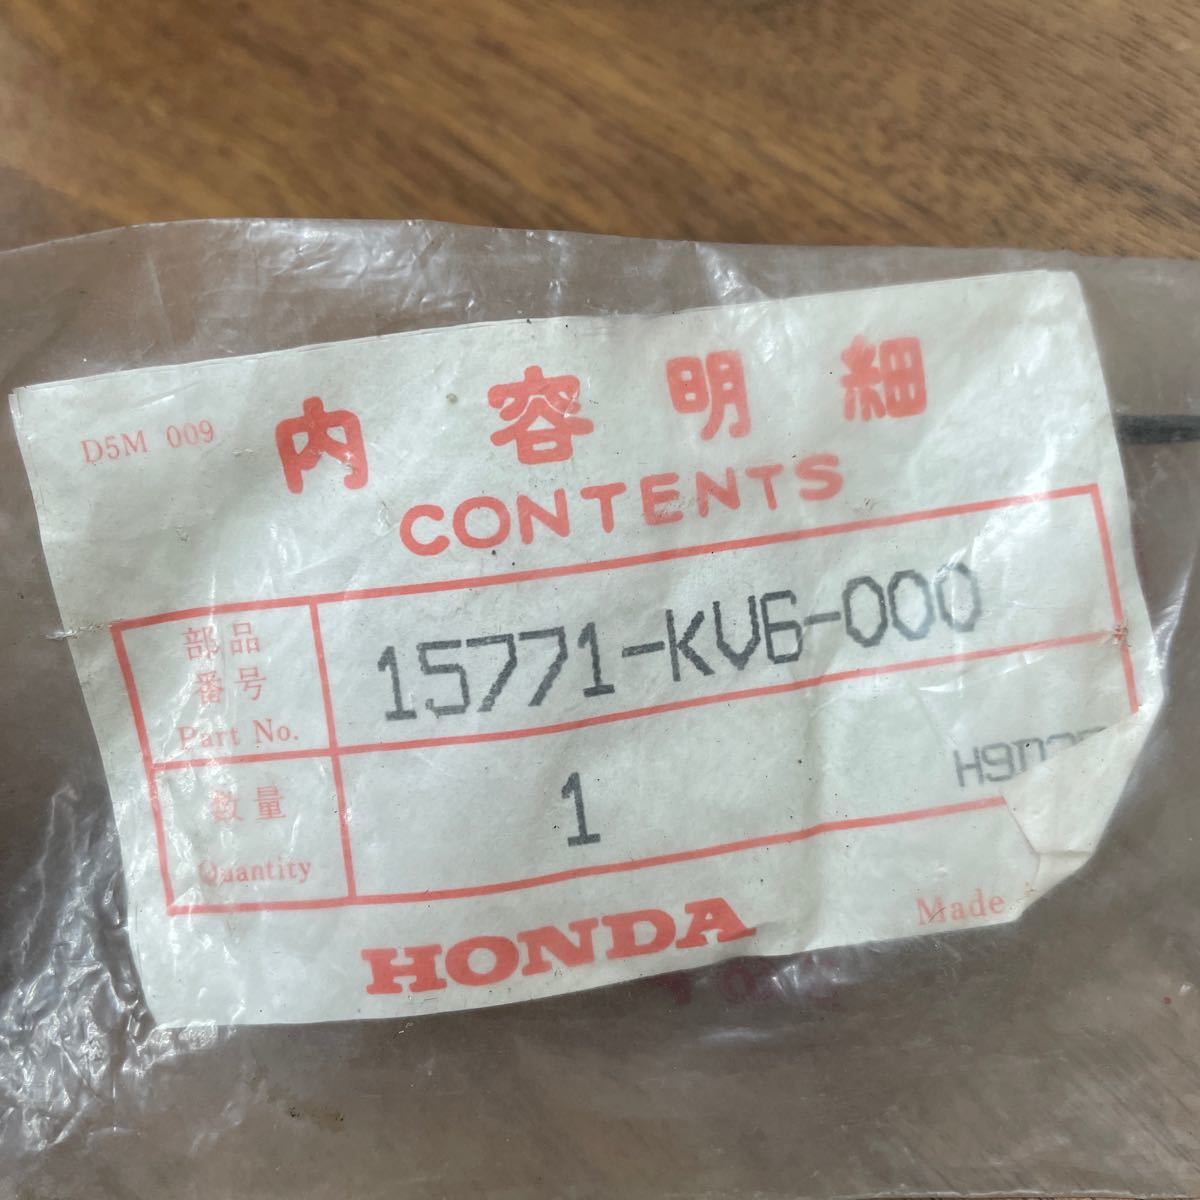 D5M 009
内容明細
CONTENTS
部品
番号
Part No.
15771-KV6-000
数量
Quantity
1
HONDA
Made